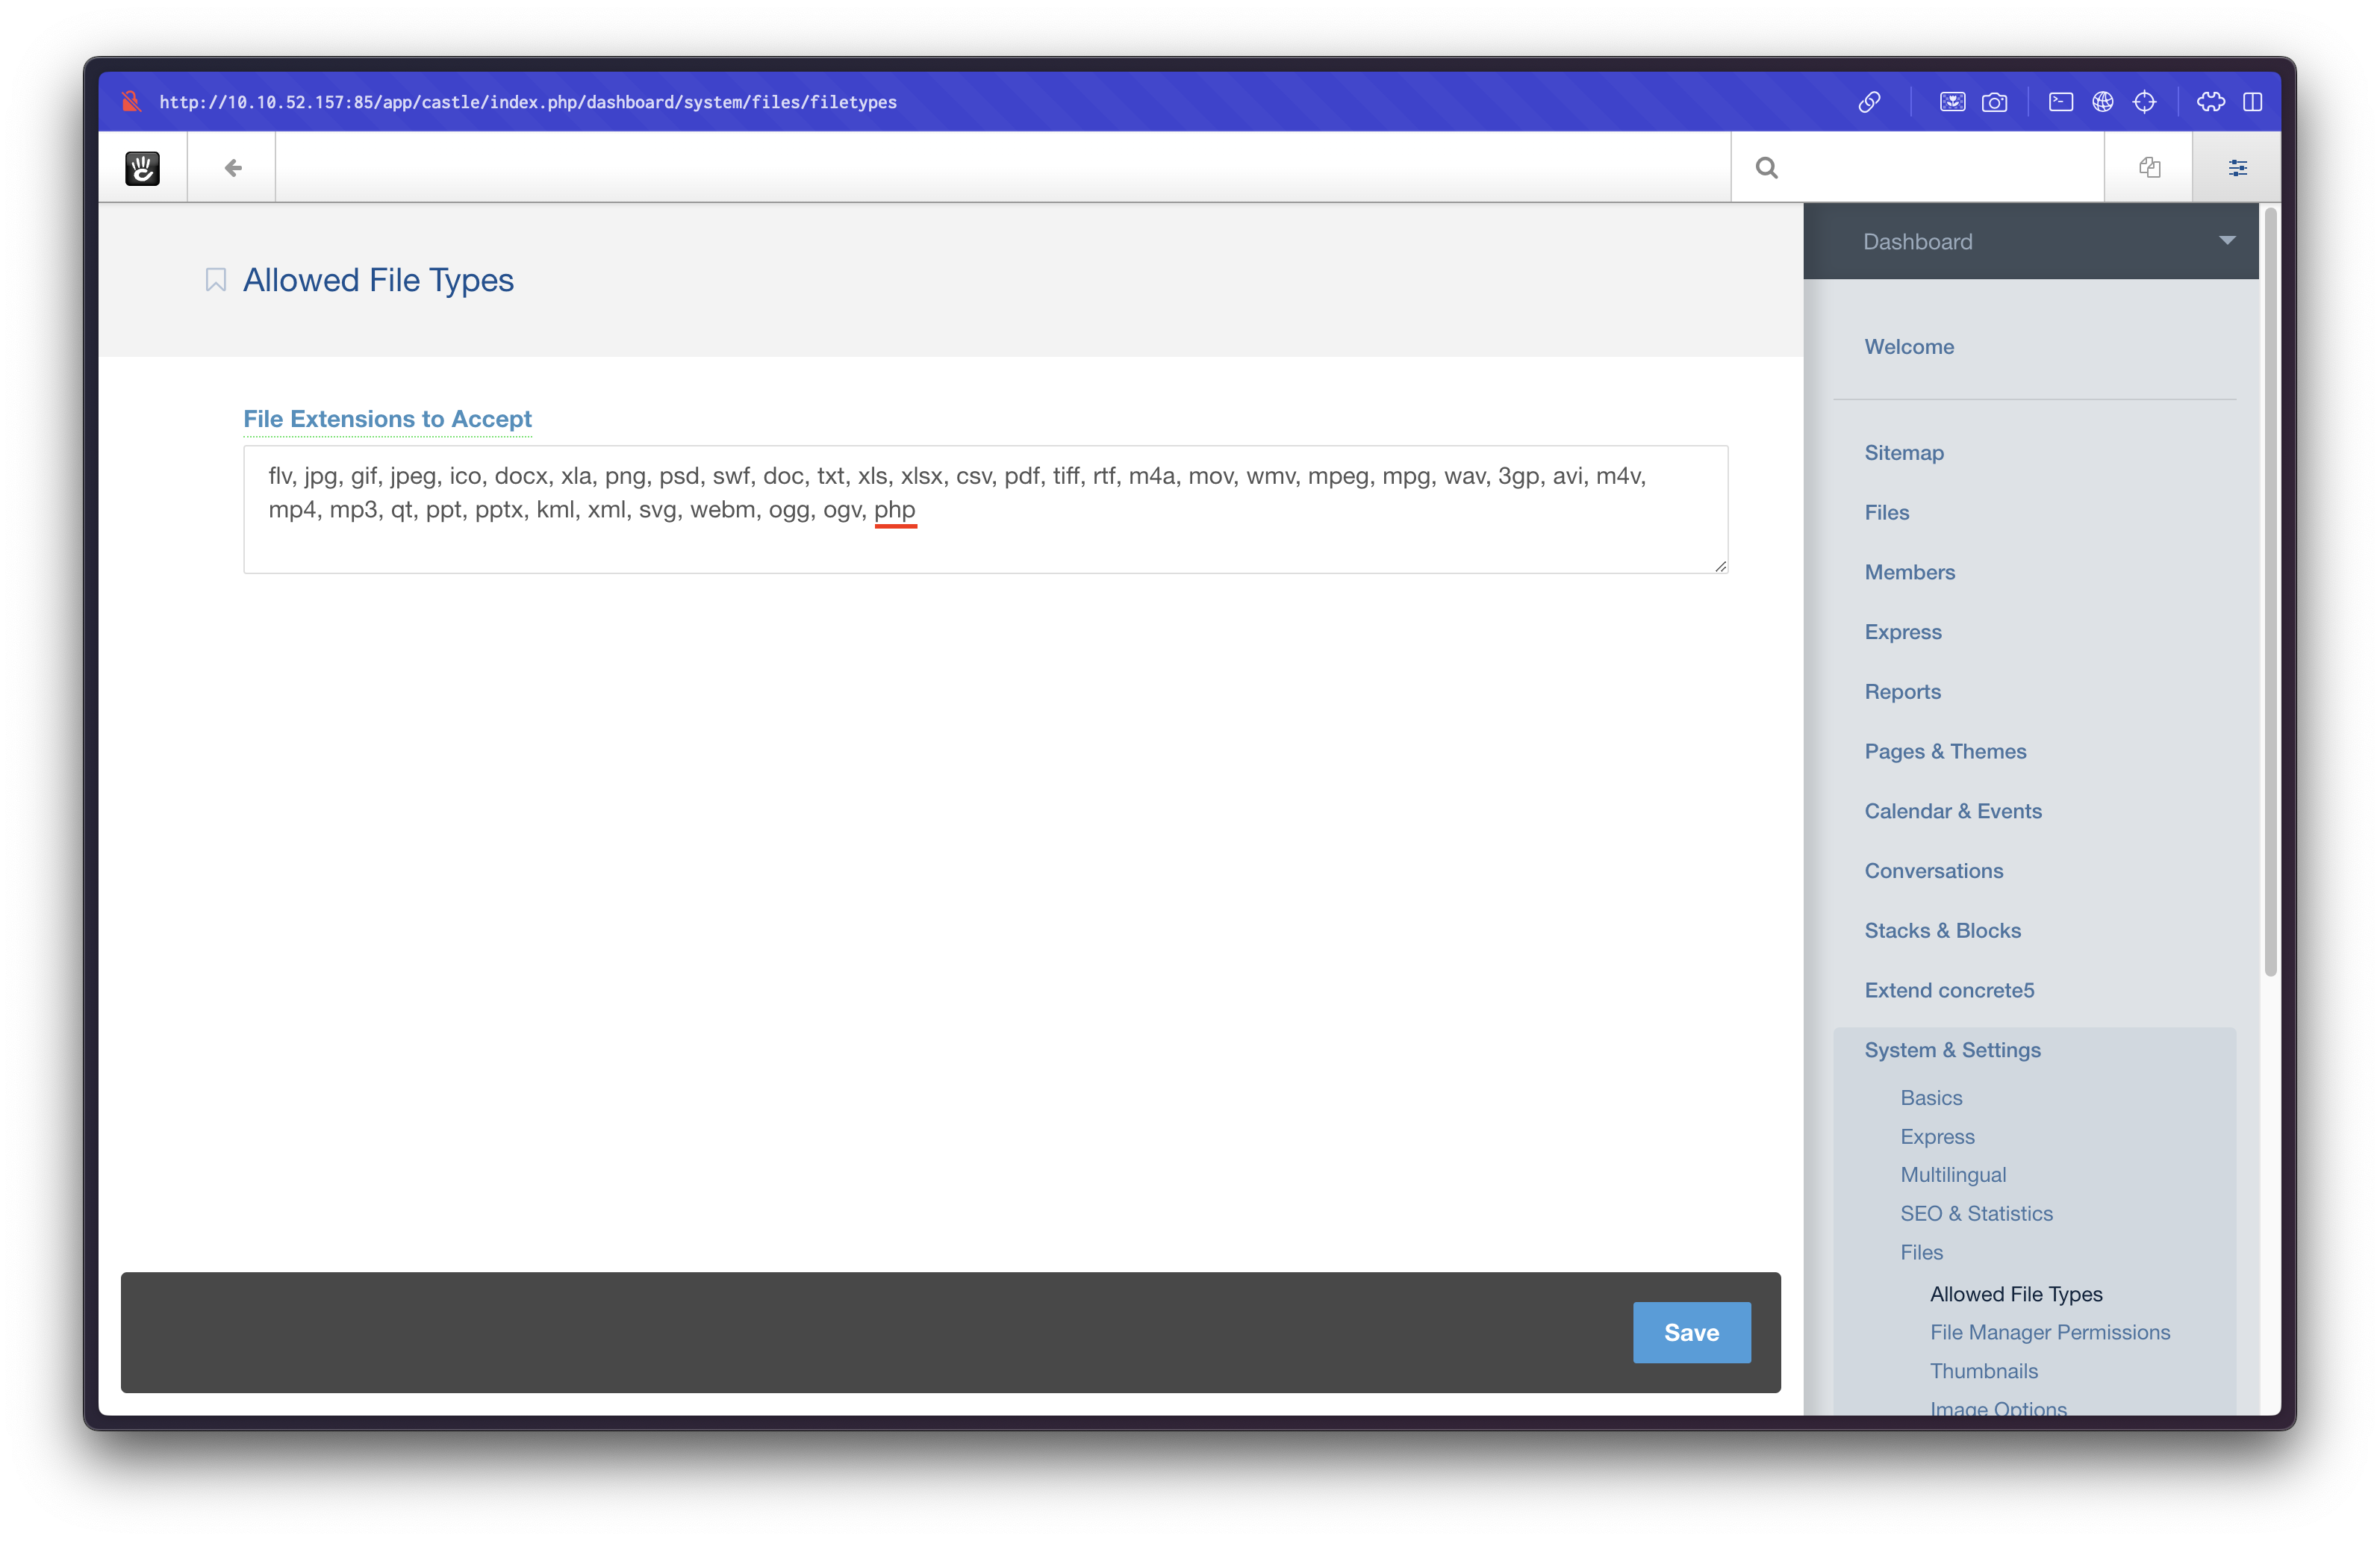 http://10.10.52.157:85/app/castle/index.php/dashboard/system/files/filetypes
Allowed File Types
File Extensions to Accept
flv, jpg, gif, jpeg, ico, docx, xla, png, psd, swf, doc, txt, xls, xlsx, csv, pdf, tiff, rtf, m4a, mov, wmv, mpeg, mpg, wav, 3gp, avi, m4v,
mp4, mp3, qt, ppt, pptx, kml, xml, svg, webm, ogg, ogv, php
Save
Dashboard
Welcome
Sitemap
Files
Members
Express
Reports
Pages & Themes
Calendar & Events
Conversations
Stacks & Blocks
Extend concrete5
System & Settings
Basics
Express
Multilingual
SEO & Statistics
Files
Allowed File Types
File Manager Permissions
Thumbnails
Image Options